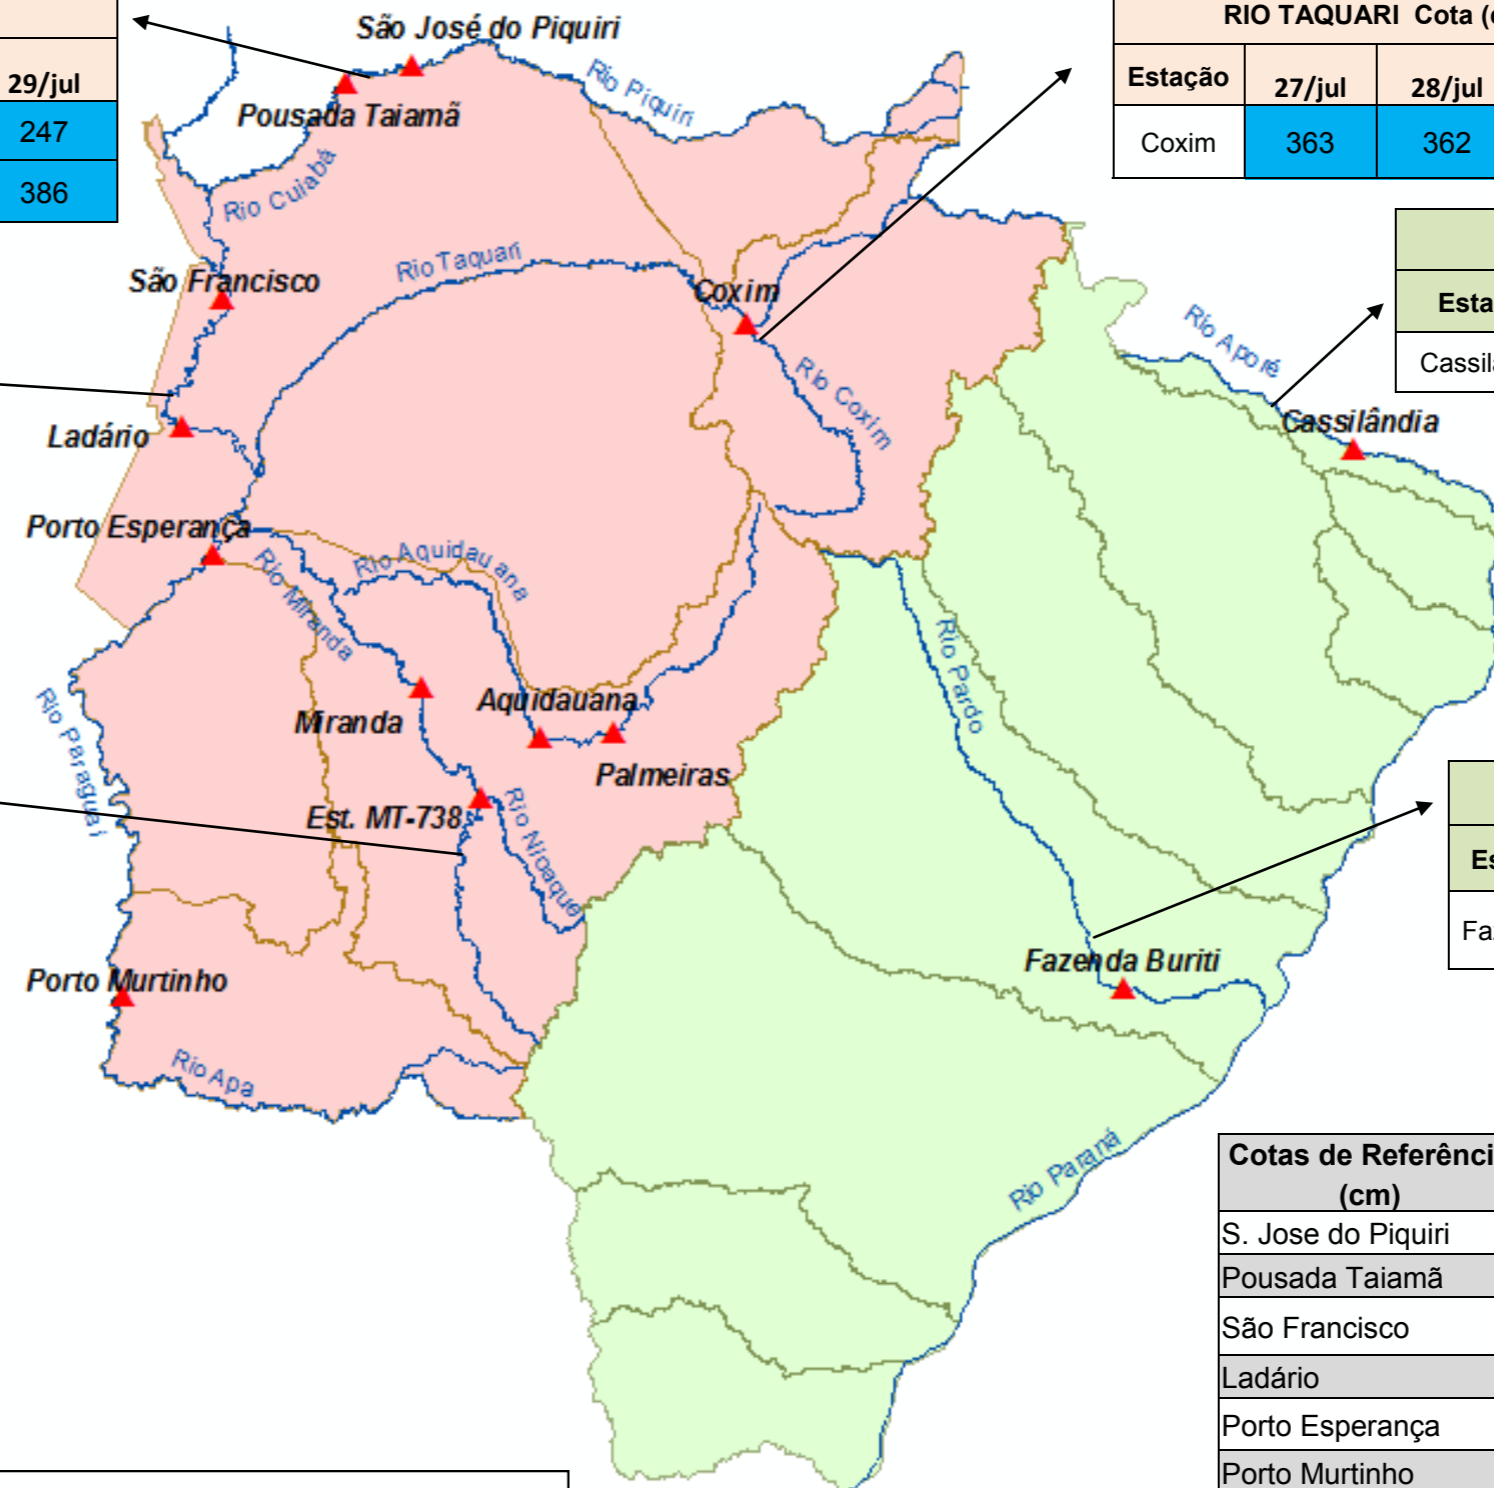 29/jul
247
386
RIO TAQUARI Cota (
Estação
27/jul
28/jul
Coxim
363
362
Esta
Cassil
Es
Fa
São José do Piquiri
Pousada Taiamã
Rio Piquiri
Rio Cuiabá
São Francisco
Rio Taquari
Coxim
Rio Coxim
Rio Aporé
Cassilândia
Ladário
Porto Esperança
Rio Miranda
Rio Aquidauana
Rio Pardo
Rio Paraguai
Miranda
Aquidauana
Palmeiras
Est. MT-738
Rio Nioaque
Fazenda Buriti
Porto Murtinho
Rio Apa
Rio Paraná
Cotas de Referênci
(cm)
S. Jose do Piquiri
Pousada Taiamã
São Francisco
Ladário
Porto Esperança
Porto Murtinho